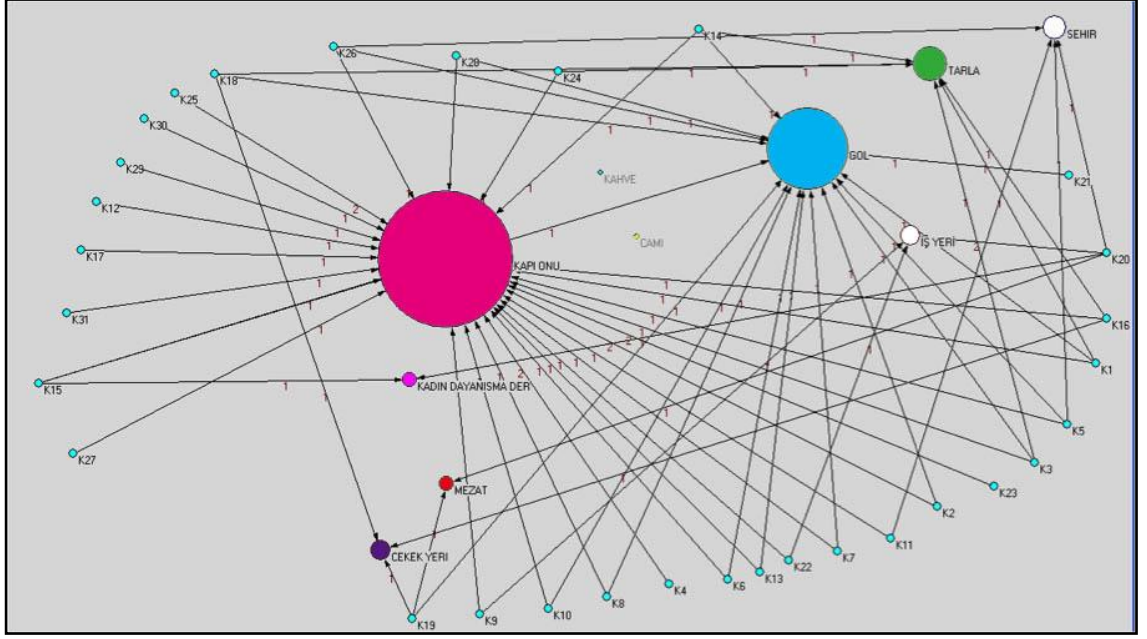 K14
SEHIR
K26
K28
K24
TARLA
K18
K25
K30
GOL
K29
KAHVE
K21
K12
CAMI
İŞ YERİ
K17
K20
KAPI ONU
K31
K16
K1
K15
KADIN DAYANISMA DER
K5
K27
K3
MEZAT
K23
K2
K11
CEKEK YERI
K7
K22
K13
K6
K4
K8
K10
K9
K19